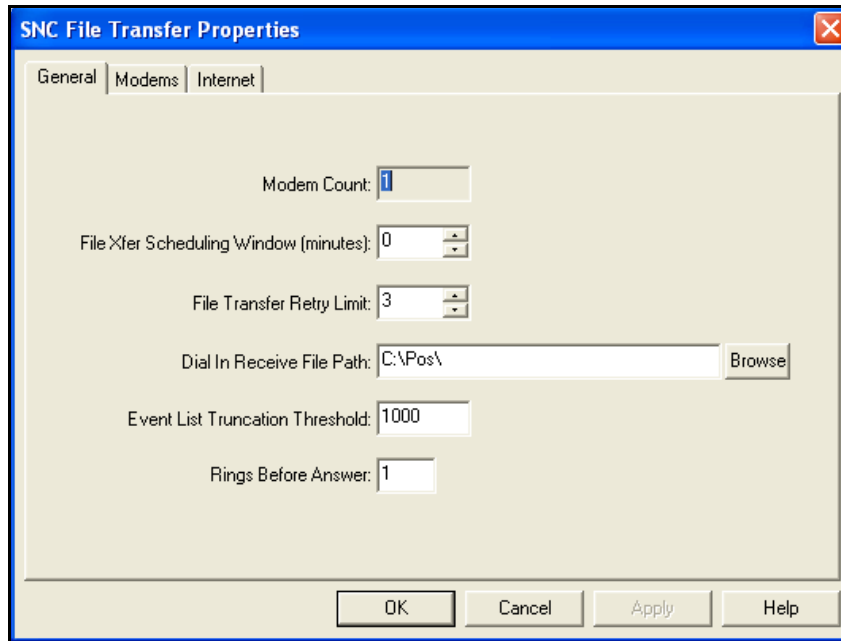 SNC File Transfer Properties
General Modems Internet
Modem Count: 1
File Xfer Scheduling Window (minutes): 0
File Transfer Retry Limit: 3
Dial In Receive File Path: C:\Pos\ Browse
Event List Truncation Threshold: 1000
Rings Before Answer: 1
OK Cancel Apply Help